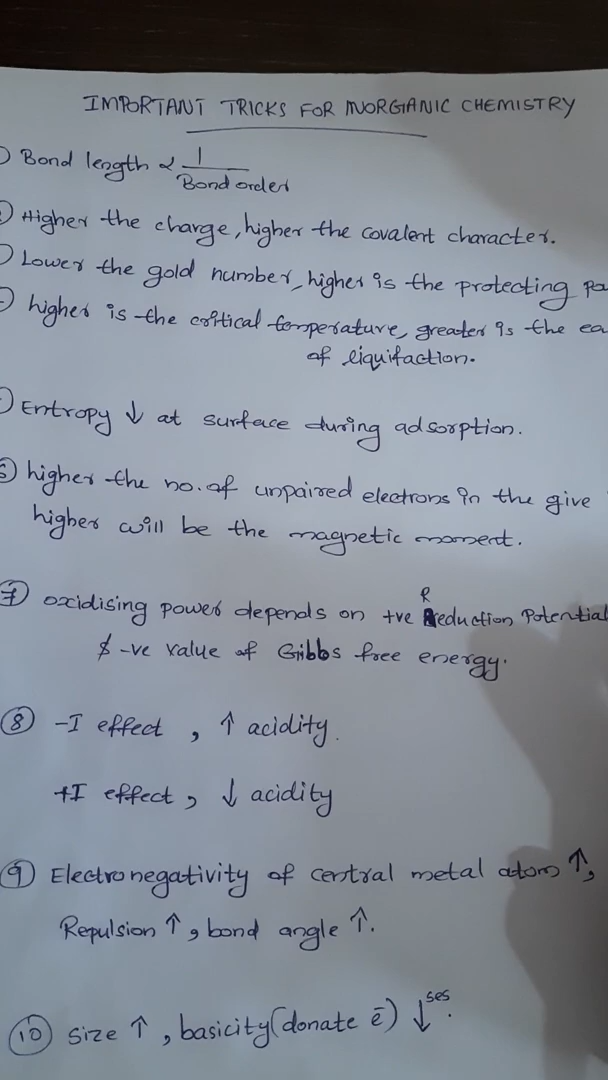 IMPORTANT TRICKS FOR INORGANIC CHEMISTRY
Bond length ∝ 1/Bond order
Higher the charge, higher the covalent character.
Lower the gold number, higher is the protecting po
higher is the critical temperature, greater is the ea
of liquifaction.
Entropy ↓ at surface during adsorption.
higher the no. of unpaired electrons in the give
higher will be the magnetic moment.
⑦ oxidising power depends on +ve Reduction Potential
$ -ve value of Gibbs free energy.
⑧ -I effect, ↑ acidity.
+I effect, ↓ acidity
⑨ Electronegativity of central metal atom ↑,
Repulsion ↑, bond angle ↑.
⑩ Size ↑, basicity (donate ē) ↓ses.